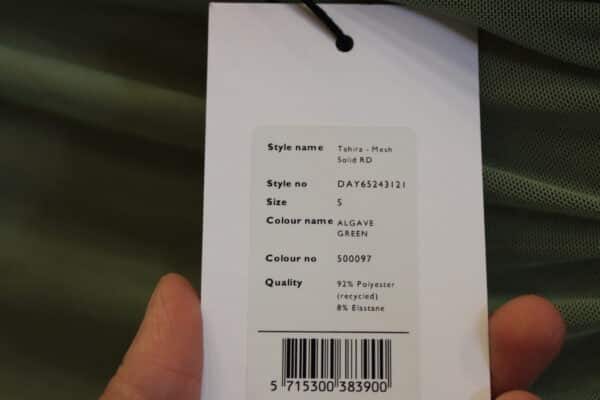 Style name Tahira - Mesh
Solid RD
Style no DAY65243121
Size S
Colour name ALGAVE
GREEN
Colour no 500097
Quality 92% Polyester
(recycled)
8% Elastane
5 715300 383900